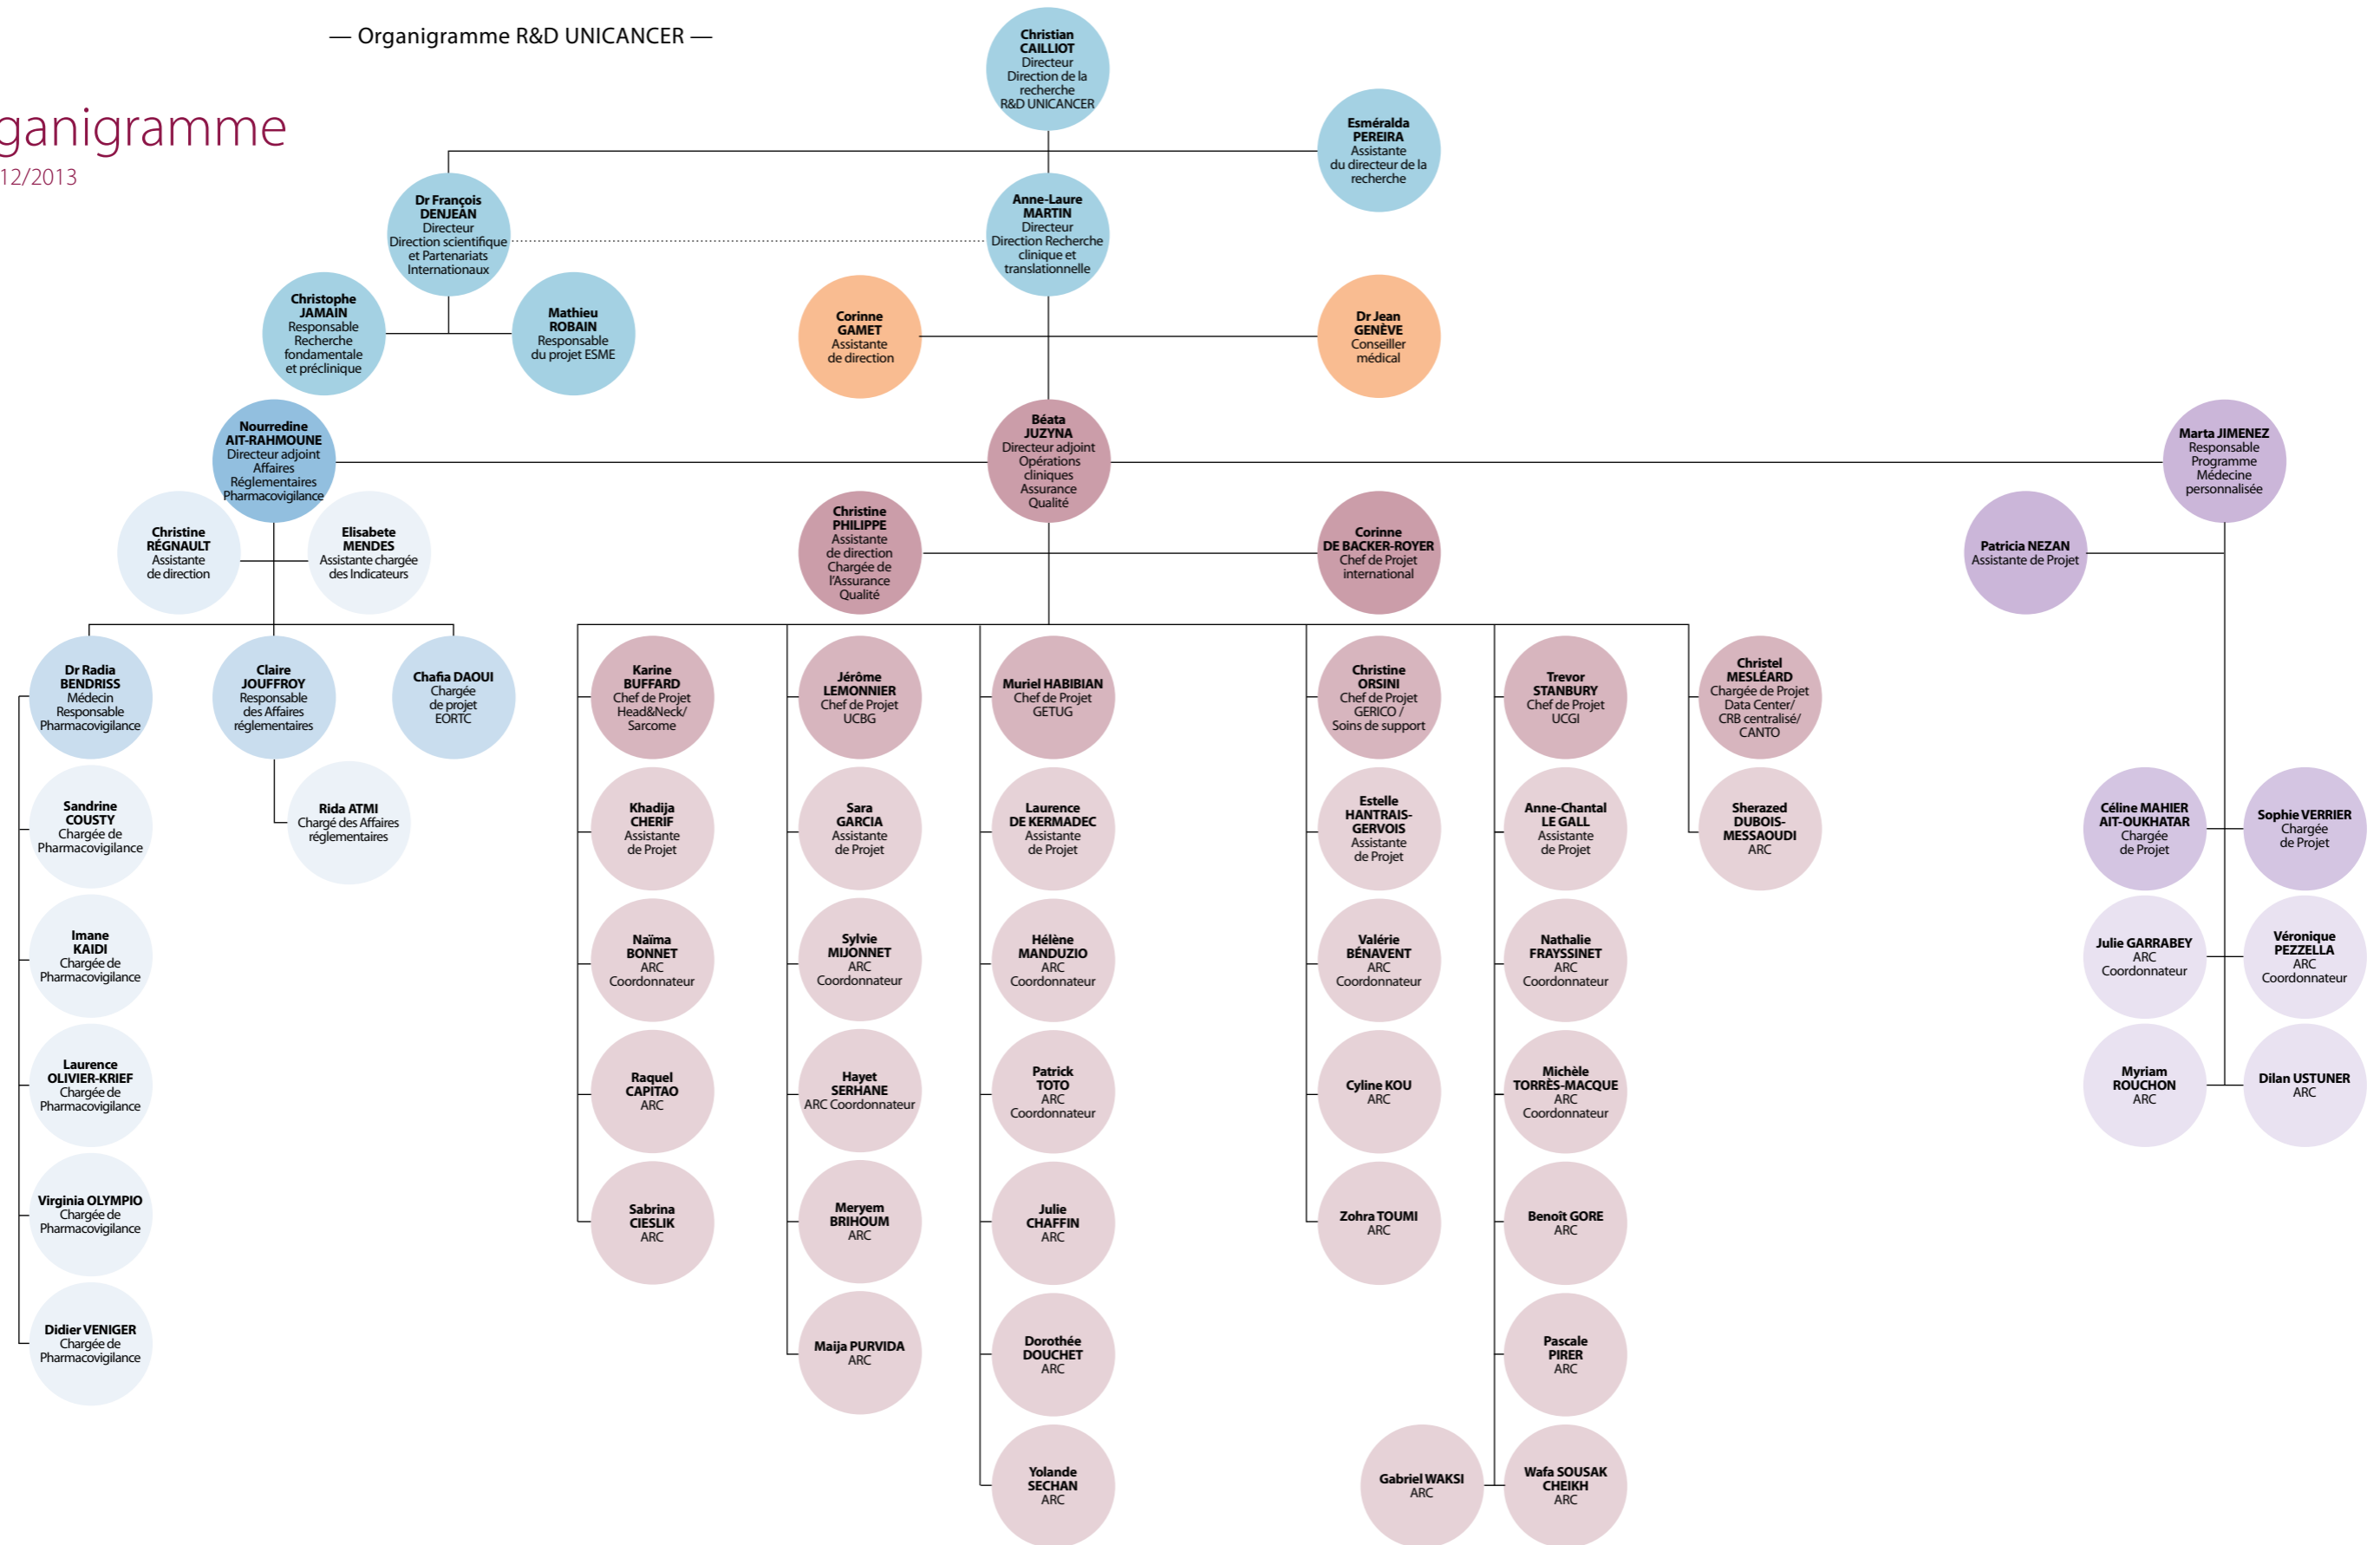 — Organigramme R&D UNICANCER —
ganigramme
12/2013
Christian
CAILLIOT
Directeur
Direction de la
recherche
R&D UNICANCER
Esméralda
PEREIRA
Assistante
du directeur de la
recherche
Dr François
DENJEAN
Directeur
Direction scientifique
et Partenariats
Internationaux
Anne-Laure
MARTIN
Directeur
Direction Recherche
clinique et
translationnelle
Christophe
JAMAIN
Responsable
Recherche
fondamentale
et préclinique
Mathieu
ROBAIN
Responsable
du projet ESME
Corinne
GAMET
Assistante
de direction
Dr Jean
GENÈVE
Conseiller
médical
Nourredine
AIT-RAHMOUNE
Directeur adjoint
Affaires
Réglementaires
Pharmacovigilance
Béata
JUZYNA
Directeur adjoint
Opérations
cliniques
Assurance
Qualité
Marta JIMENEZ
Responsable
Programme
Médecine
personnalisée
Christine
RÉGNAULT
Assistante
de direction
Elisabete
MENDES
Assistante chargée
des Indicateurs
Christine
PHILIPPE
Assistante
de direction
Chargée de
l'Assurance
Qualité
Corinne
DE BACKER-ROYER
Chef de Projet
international
Patricia NEZAN
Assistante de Projet
Dr Radia
BENDRISS
Médecin
Responsable
Pharmacovigilance
Claire
JOUFFROY
Responsable
des Affaires
réglementaires
Chafia DAOUI
Chargée
de projet
EORTC
Karine
BUFFARD
Chef de Projet
Head&Neck/
Sarcome
Jérôme
LEMONNIER
Chef de Projet
UCBG
Muriel HABIBIAN
Chef de Projet
GETUG
Christine
ORSINI
Chef de Projet
GERICO /
Soins de support
Trevor
STANBURY
Chef de Projet
UCGI
Christel
MESLÉARD
Chargée de Projet
Data Center/
CRB centralisé/
CANTO
Sandrine
COUSTY
Chargée de
Pharmacovigilance
Rida ATMI
Chargé des Affaires
réglementaires
Khadija
CHERIF
Assistante
de Projet
Sara
GARCIA
Assistante
de Projet
Laurence
DE KERMADEC
Assistante
de Projet
Estelle
HANTRAIS-
GERVOIS
Assistante
de Projet
Anne-Chantal
LE GALL
Assistante
de Projet
Sherazed
DUBOIS-
MESSAOUDI
ARC
Céline MAHIER
AIT-OUKHATAR
Chargée
de Projet
Sophie VERRIER
Chargée
de Projet
Imane
KAIDI
Chargée de
Pharmacovigilance
Naïma
BONNET
ARC
Coordonnateur
Sylvie
MIJONNET
ARC
Coordonnateur
Hélène
MANDUZIO
ARC
Coordonnateur
Valérie
BÉNAVENT
ARC
Coordonnateur
Nathalie
FRAYSSINET
ARC
Coordonnateur
Julie GARRABEY
ARC
Coordonnateur
Véronique
PEZZELLA
ARC
Coordonnateur
Laurence
OLIVIER-KRIEF
Chargée de
Pharmacovigilance
Raquel
CAPITAO
ARC
Hayet
SERHANE
ARC Coordonnateur
Patrick
TOTO
ARC
Coordonnateur
Cyline KOU
ARC
Michèle
TORRÈS-MACQUE
ARC
Coordonnateur
Myriam
ROUCHON
ARC
Dilan USTUNER
ARC
Virginia OLYMPIO
Chargée de
Pharmacovigilance
Sabrina
CIESLIK
ARC
Meryem
BRIHOUM
ARC
Julie
CHAFFIN
ARC
Zohra TOUMI
ARC
Benoît GORE
ARC
Didier VENIGER
Chargée de
Pharmacovigilance
Maija PURVIDA
ARC
Dorothée
DOUCHET
ARC
Pascale
PIRER
ARC
Yolande
SECHAN
ARC
Gabriel WAKSI
ARC
Wafa SOUSAK
CHEIKH
ARC